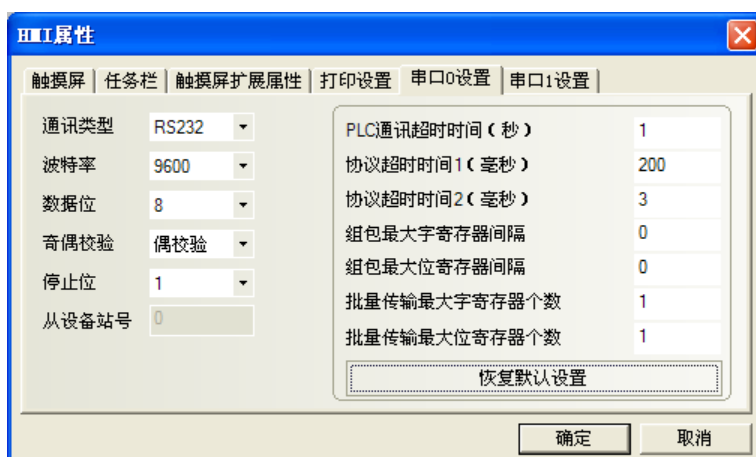 HMI属性
触摸屏 任务栏 触摸屏扩展属性 打印设置 串口0设置 串口1设置
通讯类型 RS232
波特率 9600
数据位 8
奇偶校验 偶校验
停止位 1
从设备站号 0
PLC通讯超时时间(秒) 1
协议超时时间1(毫秒) 200
协议超时时间2(毫秒) 3
组包最大字寄存器间隔 0
组包最大位寄存器间隔 0
批量传输最大字寄存器个数 1
批量传输最大位寄存器个数 1
恢复默认设置
确定 取消